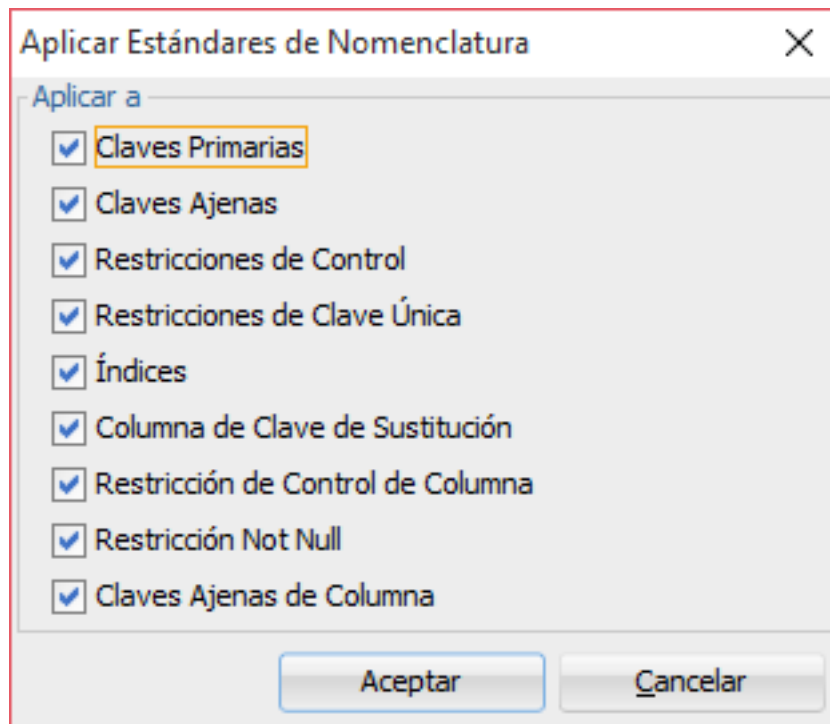 Aplicar Estándares de Nomenclatura
Aplicar a
Claves Primarias
Claves Ajenas
Restricciones de Control
Restricciones de Clave Única
Índices
Columna de Clave de Sustitución
Restricción de Control de Columna
Restricción Not Null
Claves Ajenas de Columna
Aceptar Cancelar